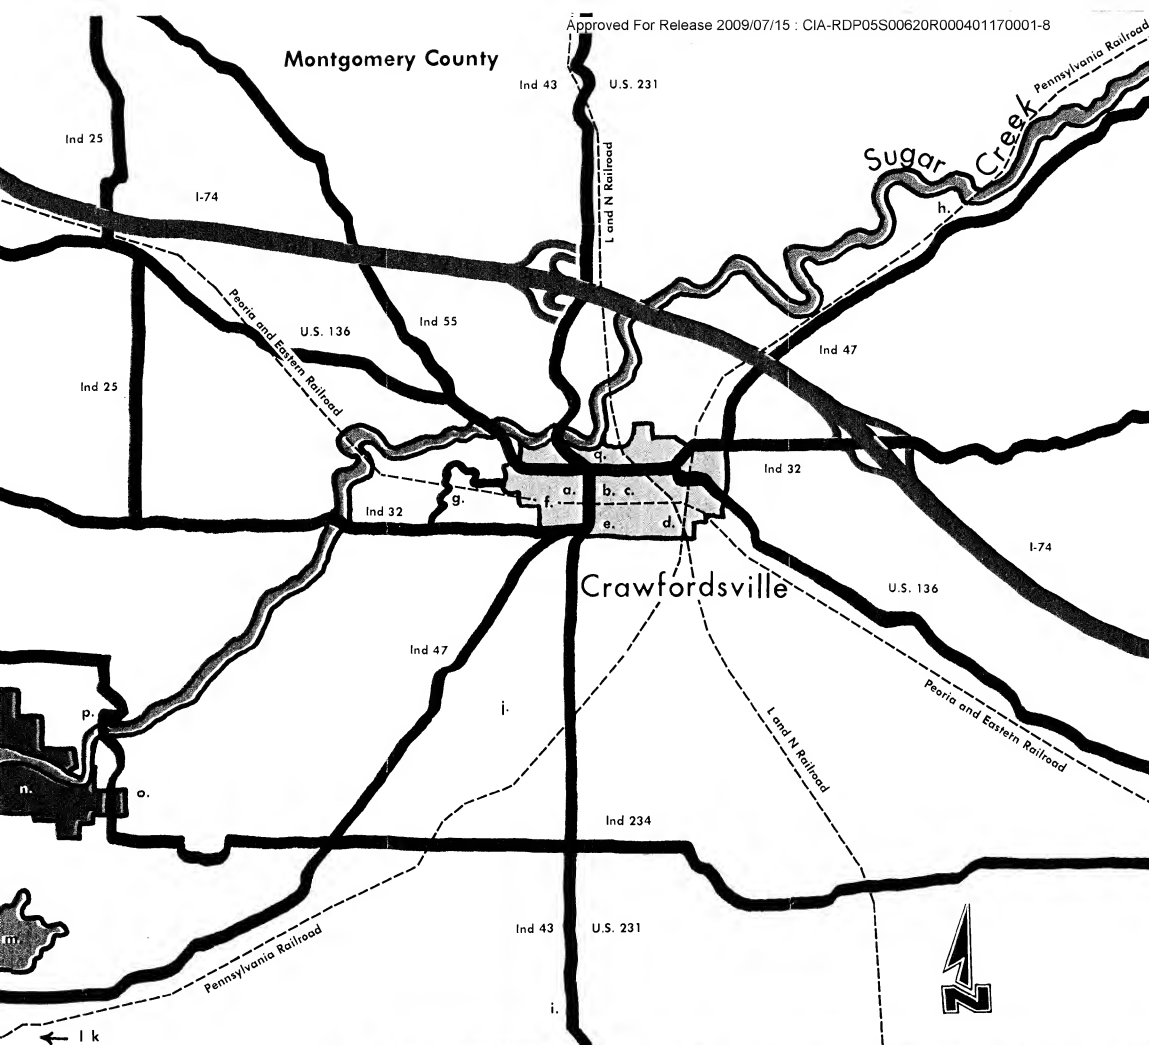 Approved For Release 2009/07/15 : CIA-RDP05S00620R000401170001-8
Montgomery County
Pennsylvania Railroad
Ind 43
U.S. 231
Ind 25
Sugar Creek
L and N Railroad
I-74
h.
Peoria and Eastern Railroad
U.S. 136
Ind 55
Ind 47
Ind 25
q.
Ind 32
a.
b.
c.
g.
f.
Ind 32
e.
d.
I-74
Crawfordsville
U.S. 136
Ind 47
Peoria and Eastern Railroad
j.
L and N Railroad
p.
n.
o.
Ind 234
m.
Ind 43
U.S. 231
Pennsylvania Railroad
N
i.
l k